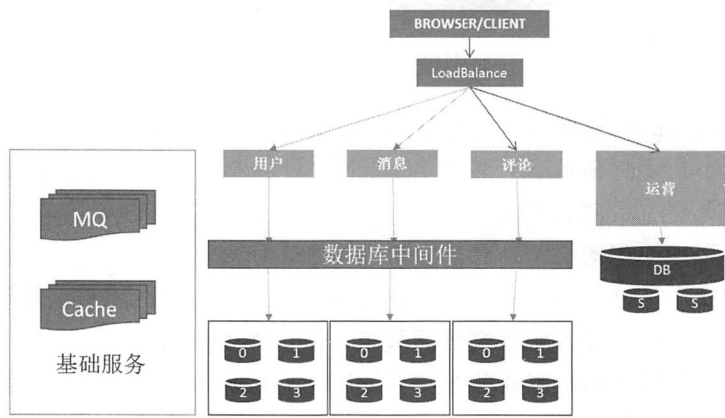 BROWSER/CLIENT
LoadBalance
用户
消息
评论
运营
MQ
数据库中间件
DB
S S
Cache
0 1 0 1 0 1
基础服务
2 3 2 3 2 3